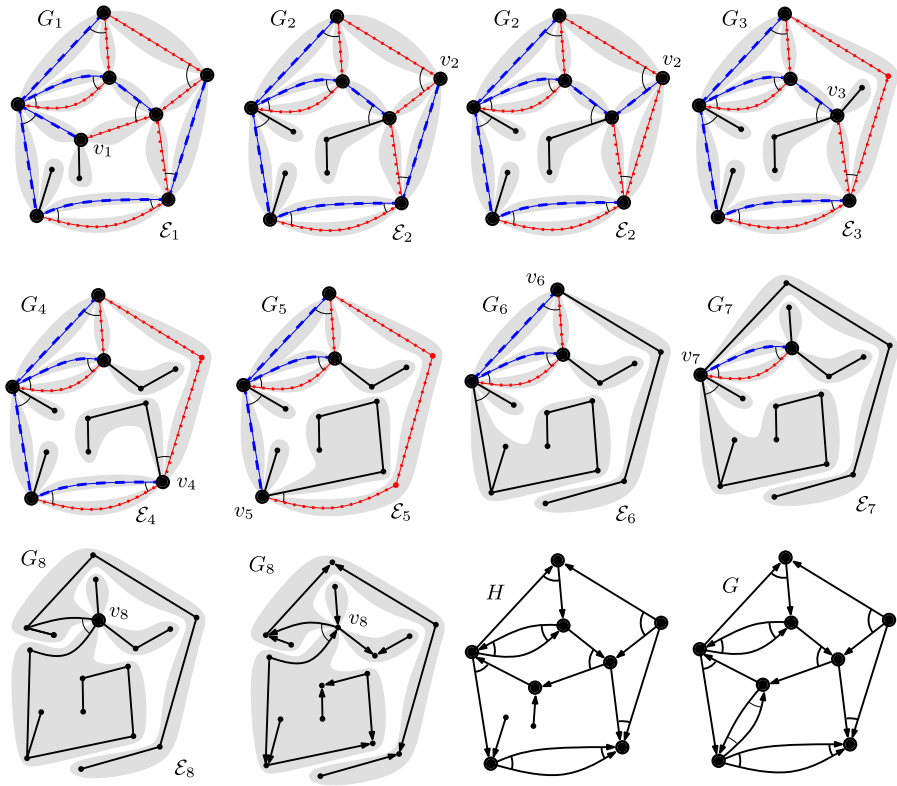 G₁ G₂ G₂ G₃
v₂ v₂
v₃
v₁
ℰ₁ ℰ₂ ℰ₂ ℰ₃
v₆
G₄ G₅ G₆ G₇
v₇
v₄
v₅
ℰ₄ ℰ₅ ℰ₆ ℰ₇
G₈ G₈ H G
v₈ v₈
ℰ₈